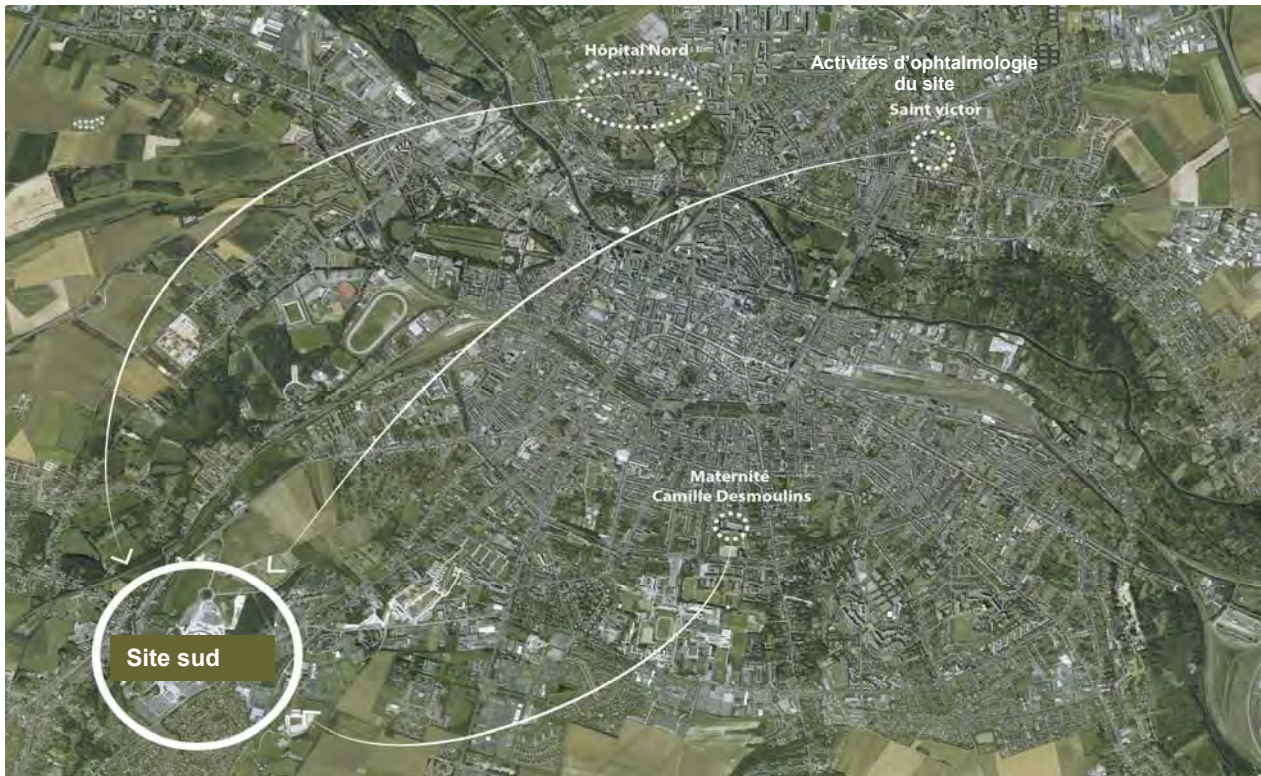 Hôpital Nord
Activités d'ophtalmologie
du site
Saint victor
Maternité
Camille Desmoulins
Site sud